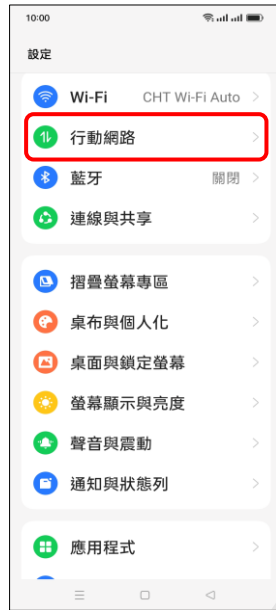 10:00
設定
Wi-Fi CHT Wi-Fi Auto
行動網路
藍牙 關閉
連線與共享
摺疊螢幕專區
桌布與個人化
桌面與鎖定螢幕
螢幕顯示與亮度
聲音與震動
通知與狀態列
應用程式